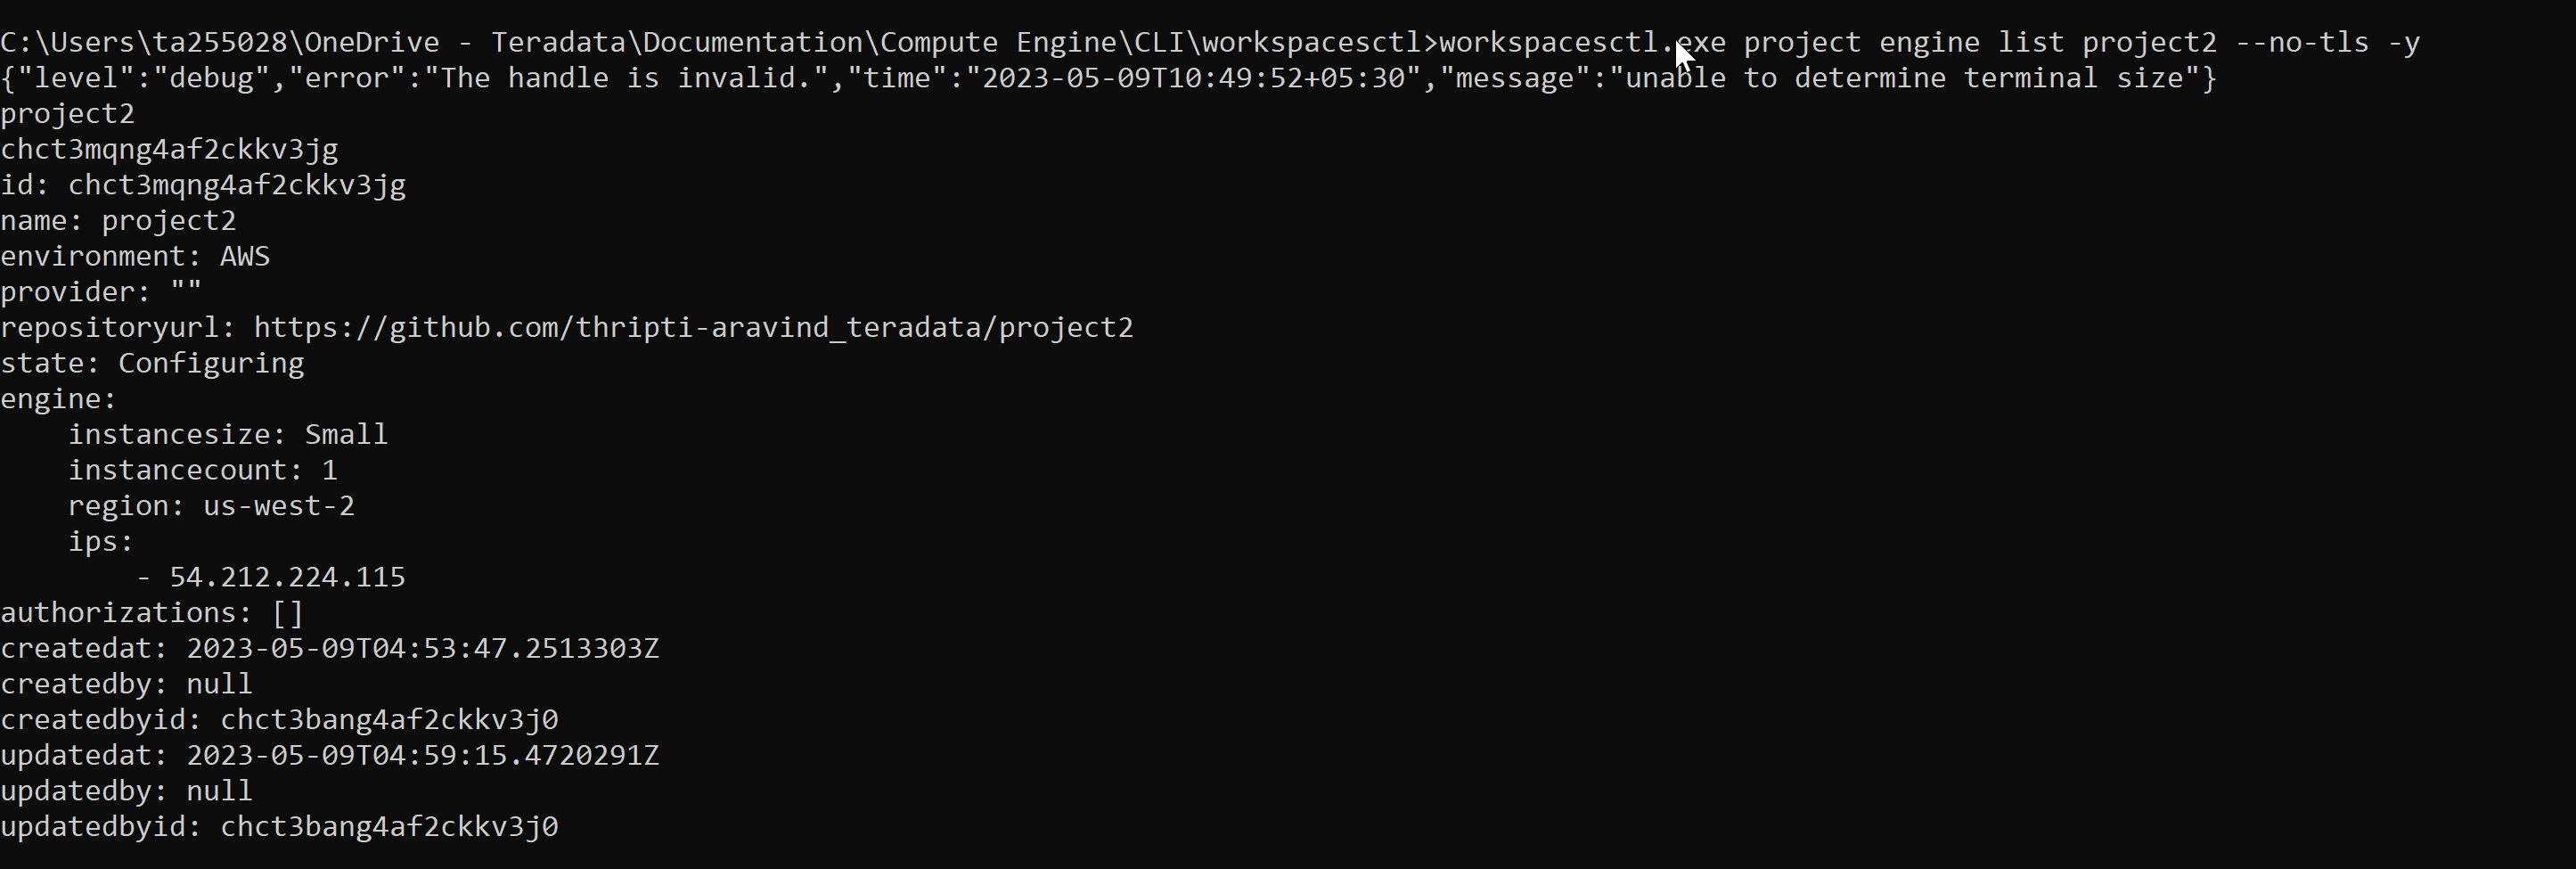 C:\Users\ta255028\OneDrive - Teradata\Documentation\Compute Engine\CLI\workspacesctl>workspacesctl.exe project engine list project2 --no-tls -y
{"level":"debug","error":"The handle is invalid.","time":"2023-05-09T10:49:52+05:30","message":"unable to determine terminal size"}
project2
chct3mqng4af2ckkv3jg
id: chct3mqng4af2ckkv3jg
name: project2
environment: AWS
provider: ""
repositoryurl: https://github.com/thripti-aravind_teradata/project2
state: Configuring
engine:
    instancesize: Small
    instancecount: 1
    region: us-west-2
    ips:
        - 54.212.224.115
authorizations: []
createdat: 2023-05-09T04:53:47.2513303Z
createdby: null
createdbyid: chct3bang4af2ckkv3j0
updatedat: 2023-05-09T04:59:15.4720291Z
updatedby: null
updatedbyid: chct3bang4af2ckkv3j0